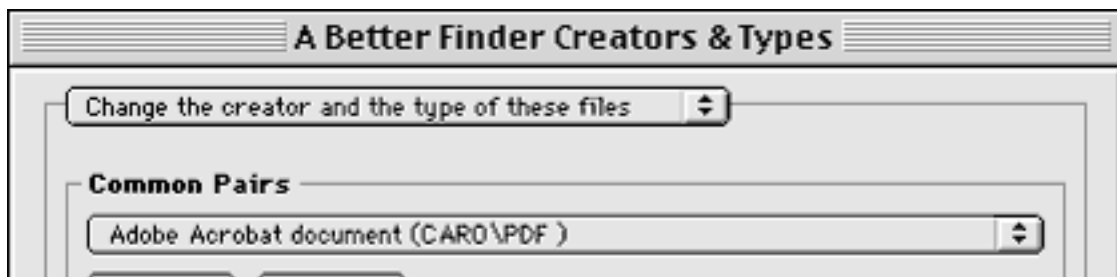 A Better Finder Creators & Types
Change the creator and the type of these files
Common Pairs
Adobe Acrobat document (CARO\PDF )